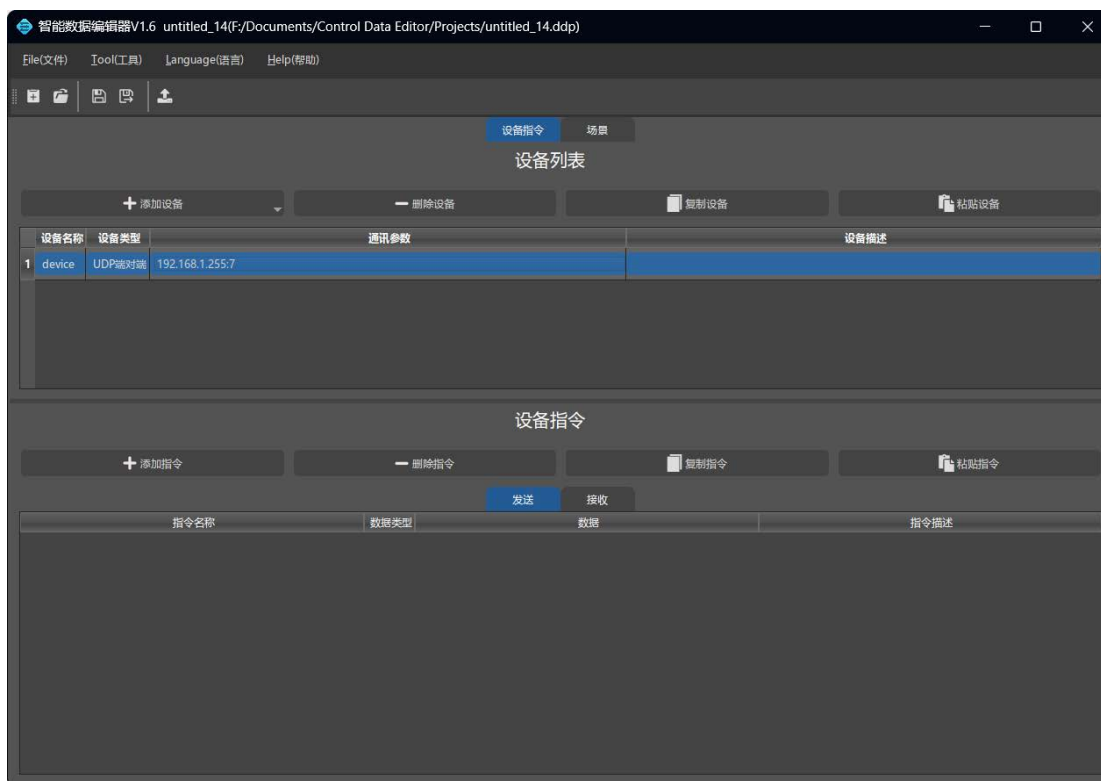 智能数据编辑器V1.6 untitled_14(F:/Documents/Control Data Editor/Projects/untitled_14.ddp)
File(文件) Tool(工具) Language(语言) Help(帮助)
设备指令 场景
设备列表
添加设备 删除设备 复制设备 粘贴设备
设备名称 设备类型 通讯参数 设备描述
1 device UDP端对端 192.168.1.255:7
设备指令
添加指令 删除指令 复制指令 粘贴指令
发送 接收
指令名称 数据类型 数据 指令描述